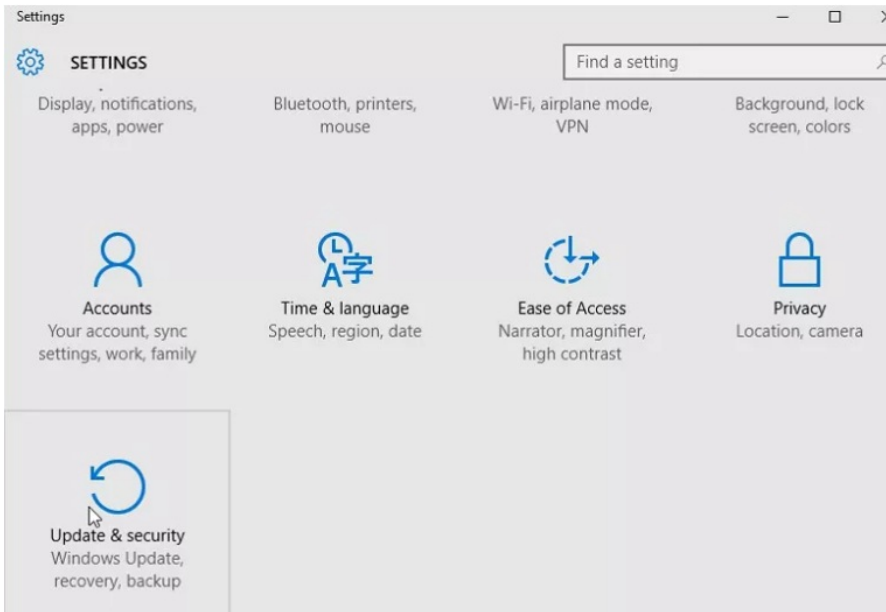 Settings
SETTINGS
Find a setting
Display, notifications,
apps, power
Bluetooth, printers,
mouse
Wi-Fi, airplane mode,
VPN
Background, lock
screen, colors
A字
Accounts
Your account, sync
settings, work, family
Time & language
Speech, region, date
Ease of Access
Narrator, magnifier,
high contrast
Privacy
Location, camera
Update & security
Windows Update,
recovery, backup